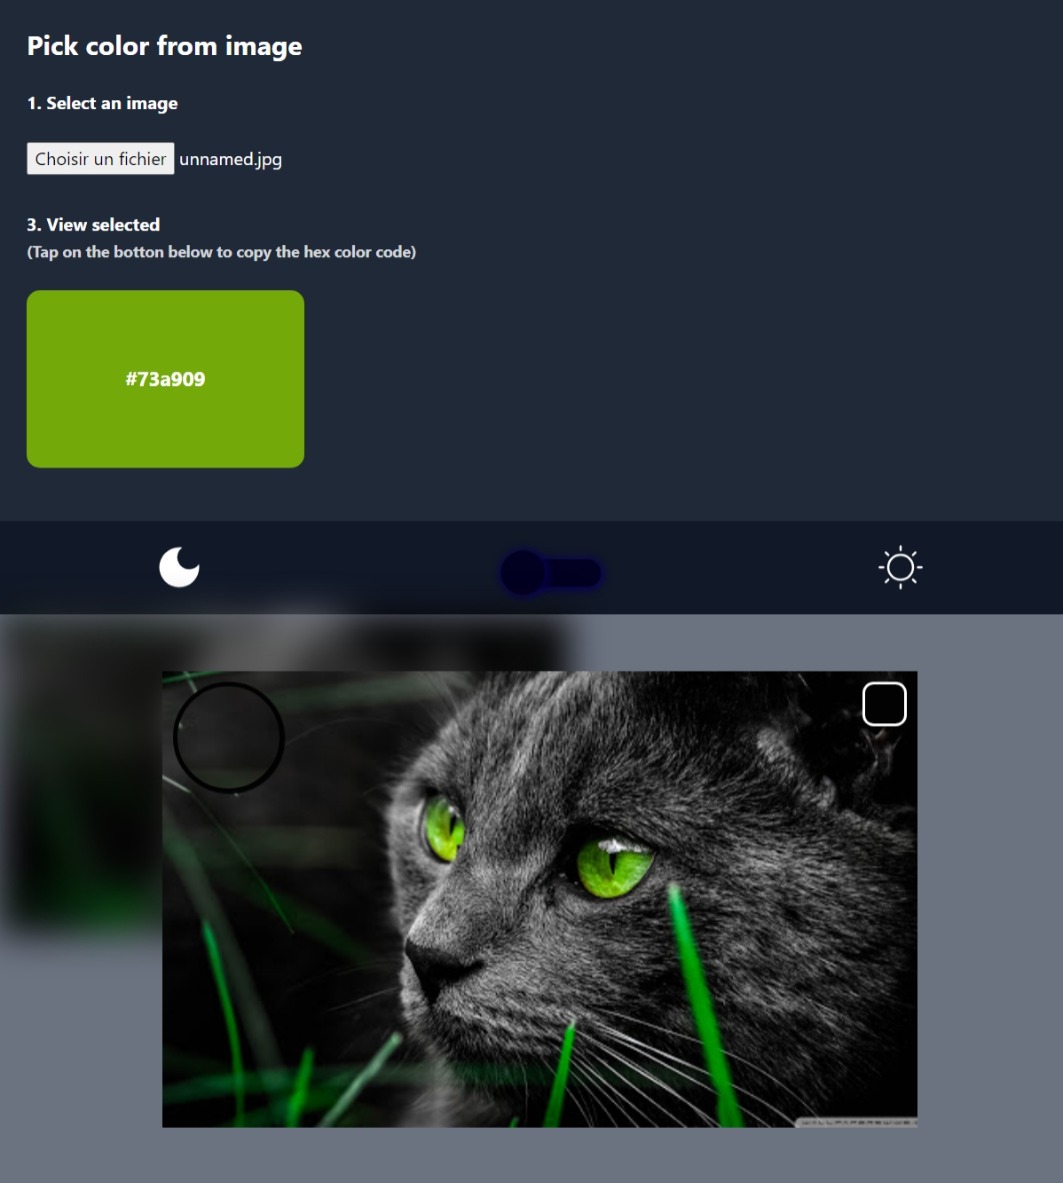 Pick color from image
1. Select an image
Choisir un fichier unnamed.jpg
3. View selected
(Tap on the botton below to copy the hex color code)
#73a909